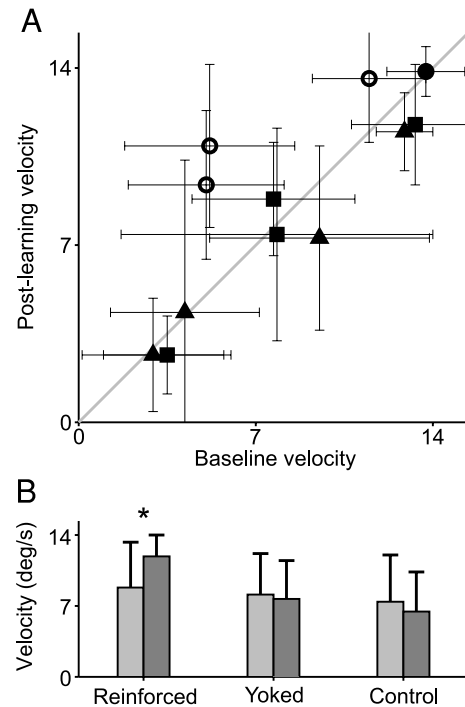 A
Post-learning velocity
14
7
0
0 7 14
Baseline velocity
B
Velocity (deg/s)
14
7
0
*
Reinforced Yoked Control